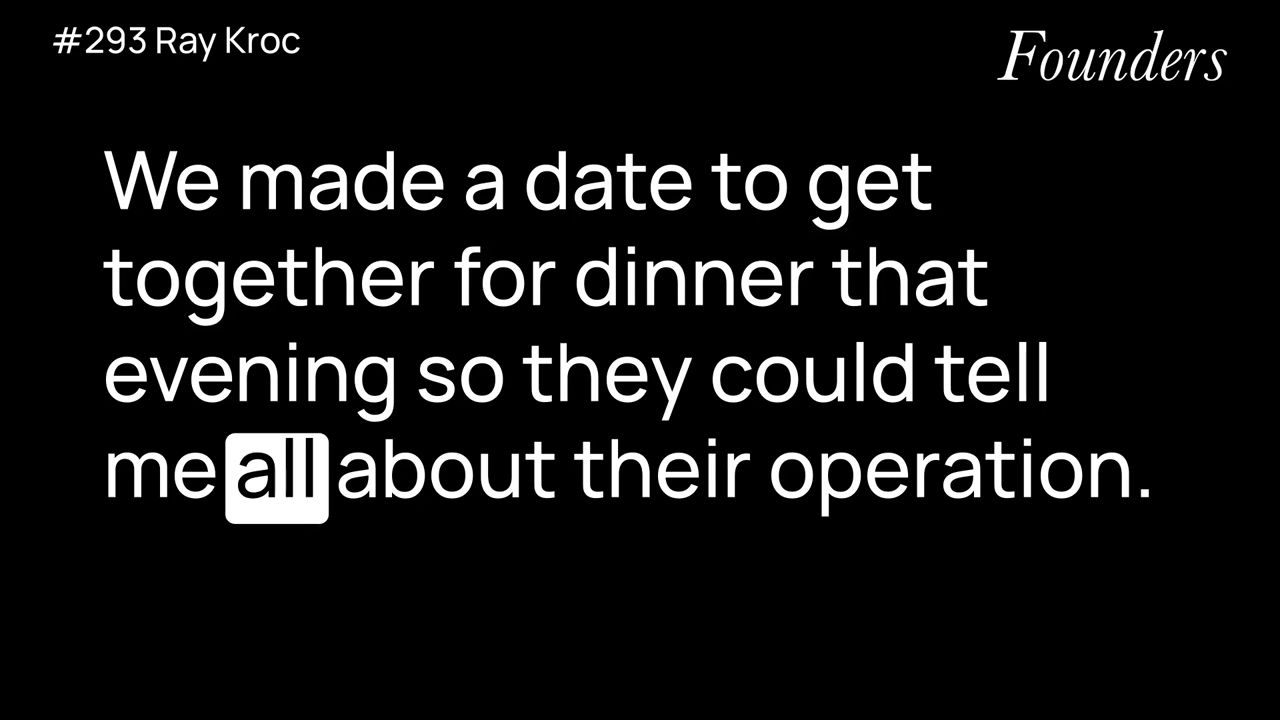 #293 Ray Kroc
Founders
We made a date to get
together for dinner that
evening so they could tell
me all about their operation.